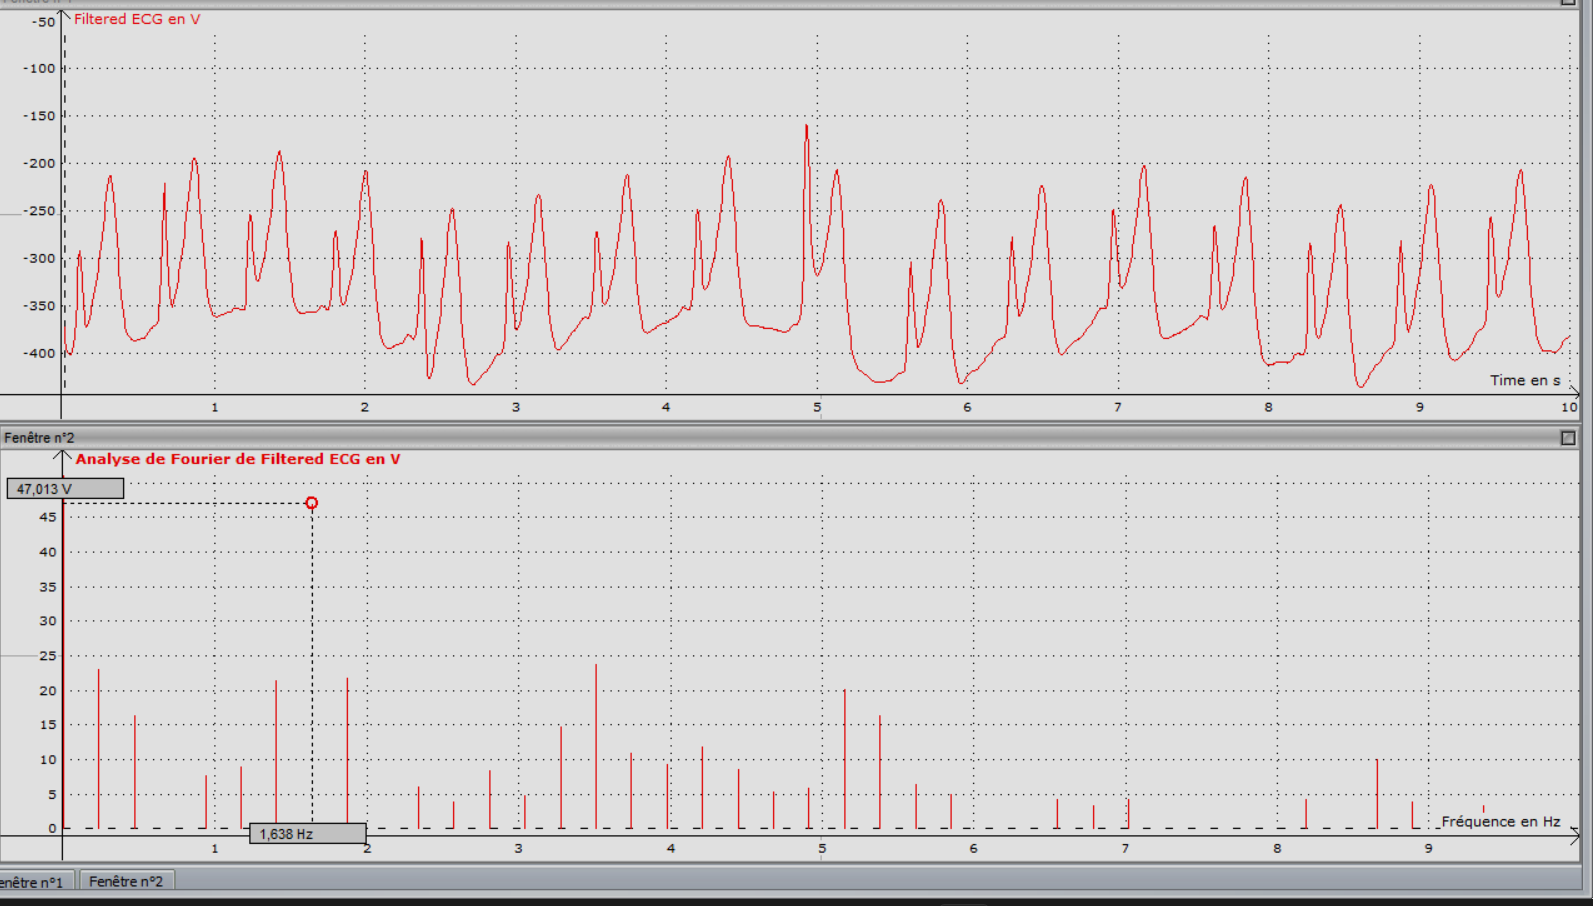 -50
Filtered ECG en V
-100
-150
-200
-250
-300
-350
-400
Time en s
1 2 3 4 5 6 7 8 9 10
Fenêtre n°2
Analyse de Fourier de Filtered ECG en V
47,013 V
45
40
35
30
25
20
15
10
5
0
1,638 Hz
Fréquence en Hz
1 2 3 4 5 6 7 8 9
enêtre n°1 Fenêtre n°2